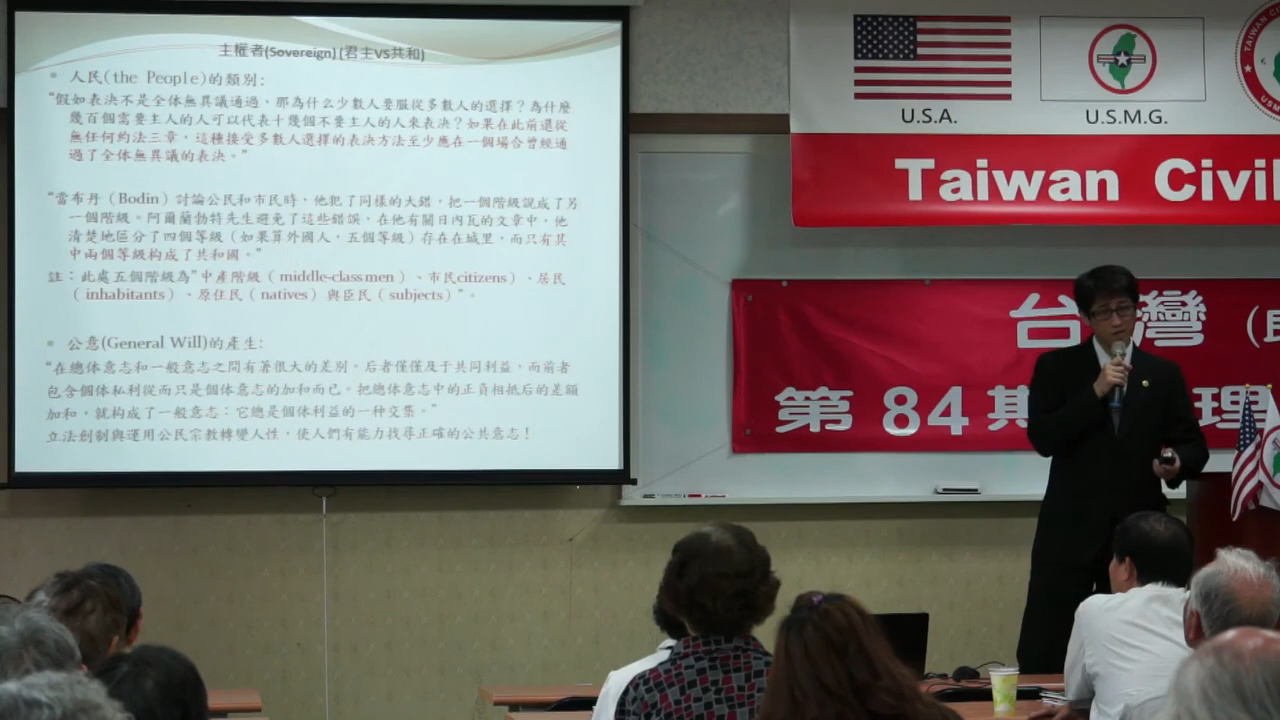 主權者(Sovereign) (君主VS共和)
人民(the People)的類別:
“假如表決不是全体無異議通過，那為什么少數人要服從多數人的選擇？為什麼
幾百個需要主人的人可以代表十幾個不要主人的人來表決？如果在此前還從
無任何約法三章，這種接受多數人選擇的表決方法至少應在一個場合曾經通
過了全体無異議的表決。”
“當布丹（Bodin）討論公民和市民時，他犯了同樣的大錯，把一個階級說成了另
一個階級。阿爾蘭勃特先生避免了這些錯誤，在他有關日內瓦的文章中，他
清楚地區分了四個等級（如果算外國人，五個等級）存在在城里，而只有其
中兩個等級构成了共和國。”
註：此處五個階級為”中產階級（middle-class men）、市民citizens）、居民
（inhabitants）、原住民（natives）與臣民（subjects）”。
公意(General Will)的產生:
“在總体意志和一般意志之間有著很大的差別。后者僅僅及于共同利益，而前者
包含個体私利從而只是個体意志的加和而已。把總体意志中的正負相抵后的差額
加和，就构成了一般意志：它總是個体利益的一种交集。”
立法創制與運用公民宗教轉變人性，使人們有能力找尋正確的公共意志！
U.S.A.
U.S.M.G.
Taiwan Civil
台灣（
第84期 理